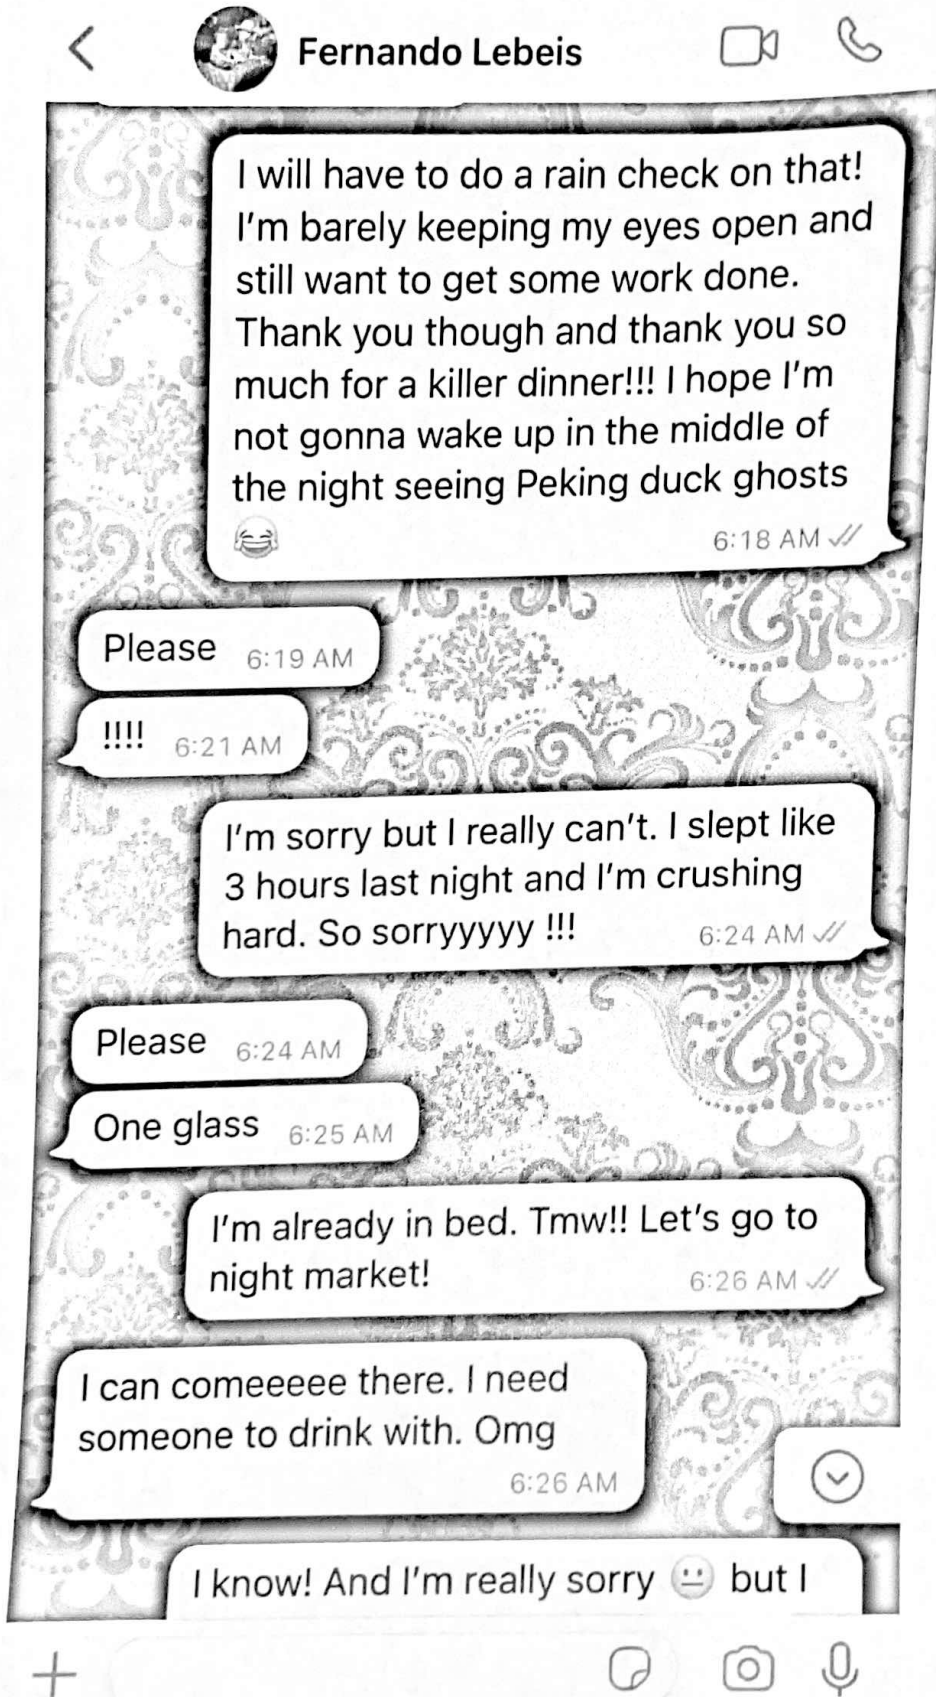 Fernando Lebeis
I will have to do a rain check on that!
I'm barely keeping my eyes open and
still want to get some work done.
Thank you though and thank you so
much for a killer dinner!!! I hope I'm
not gonna wake up in the middle of
the night seeing Peking duck ghosts
😂 6:18 AM
Please 6:19 AM
!!!! 6:21 AM
I'm sorry but I really can't. I slept like
3 hours last night and I'm crushing
hard. So sorryyyyy !!! 6:24 AM
Please 6:24 AM
One glass 6:25 AM
I'm already in bed. Tmw!! Let's go to
night market! 6:26 AM
I can comeeeee there. I need
someone to drink with. Omg
6:26 AM
I know! And I'm really sorry 😐 but I